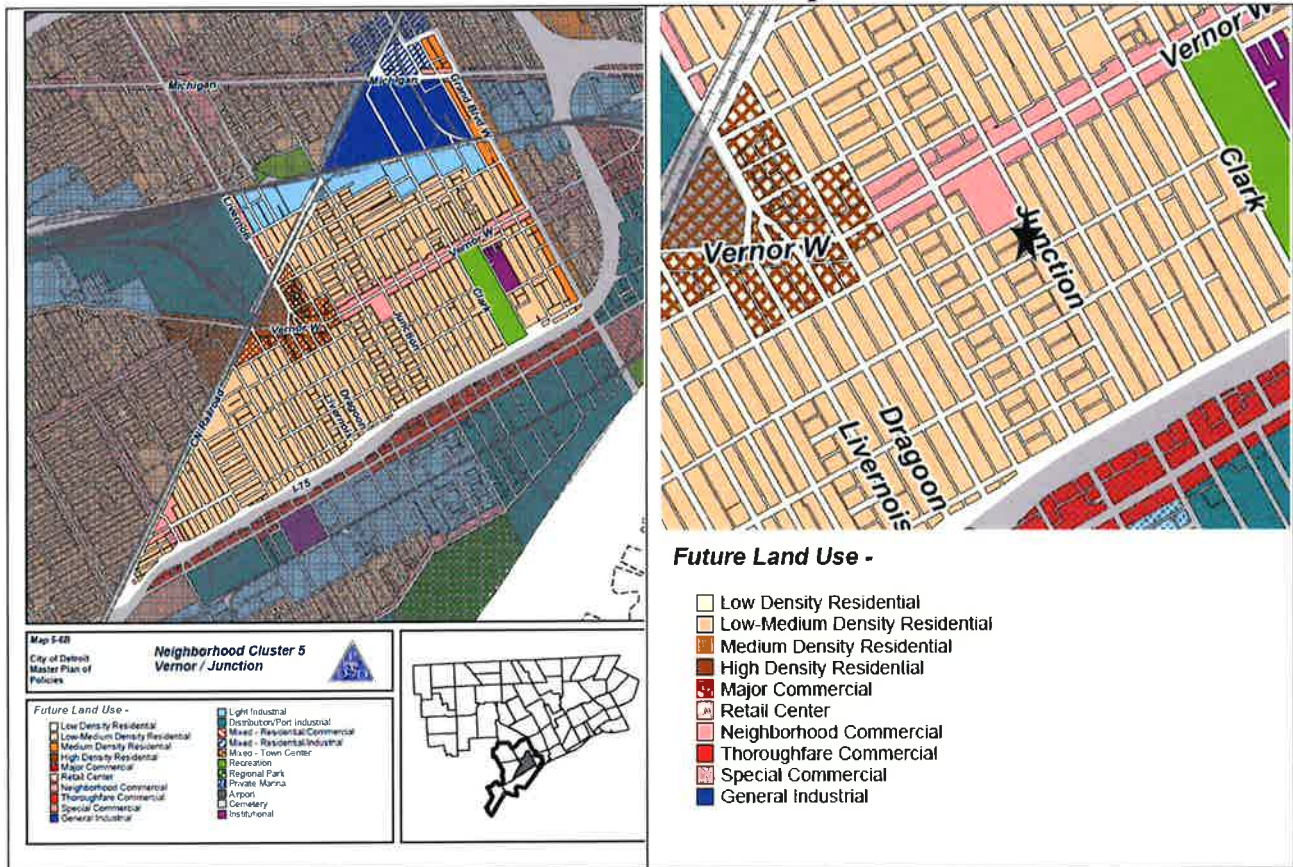 Michigan
Michigan
Grand Blvd W
Livernois
Vernor W
Vernor W
Clark
Junction
CN Railroad
Dragoon
Livernois
I-75
Map 5-6B
City of Detroit
Master Plan of
Policies
Neighborhood Cluster 5
Vernor / Junction
Future Land Use -
Low Density Residential
Low-Medium Density Residential
Medium Density Residential
High Density Residential
Major Commercial
Retail Center
Neighborhood Commercial
Thoroughfare Commercial
Special Commercial
General Industrial
Light Industrial
Distribution/Port Industrial
Mixed - Residential/Commercial
Mixed - Residential/Industrial
Mixed - Town Center
Recreation
Regional Park
Private Marina
Airport
Cemetery
Institutional
Vernor W
Clark
Junction
Vernor W
Dragoon
Livernois
Future Land Use -
Low Density Residential
Low-Medium Density Residential
Medium Density Residential
High Density Residential
Major Commercial
Retail Center
Neighborhood Commercial
Thoroughfare Commercial
Special Commercial
General Industrial